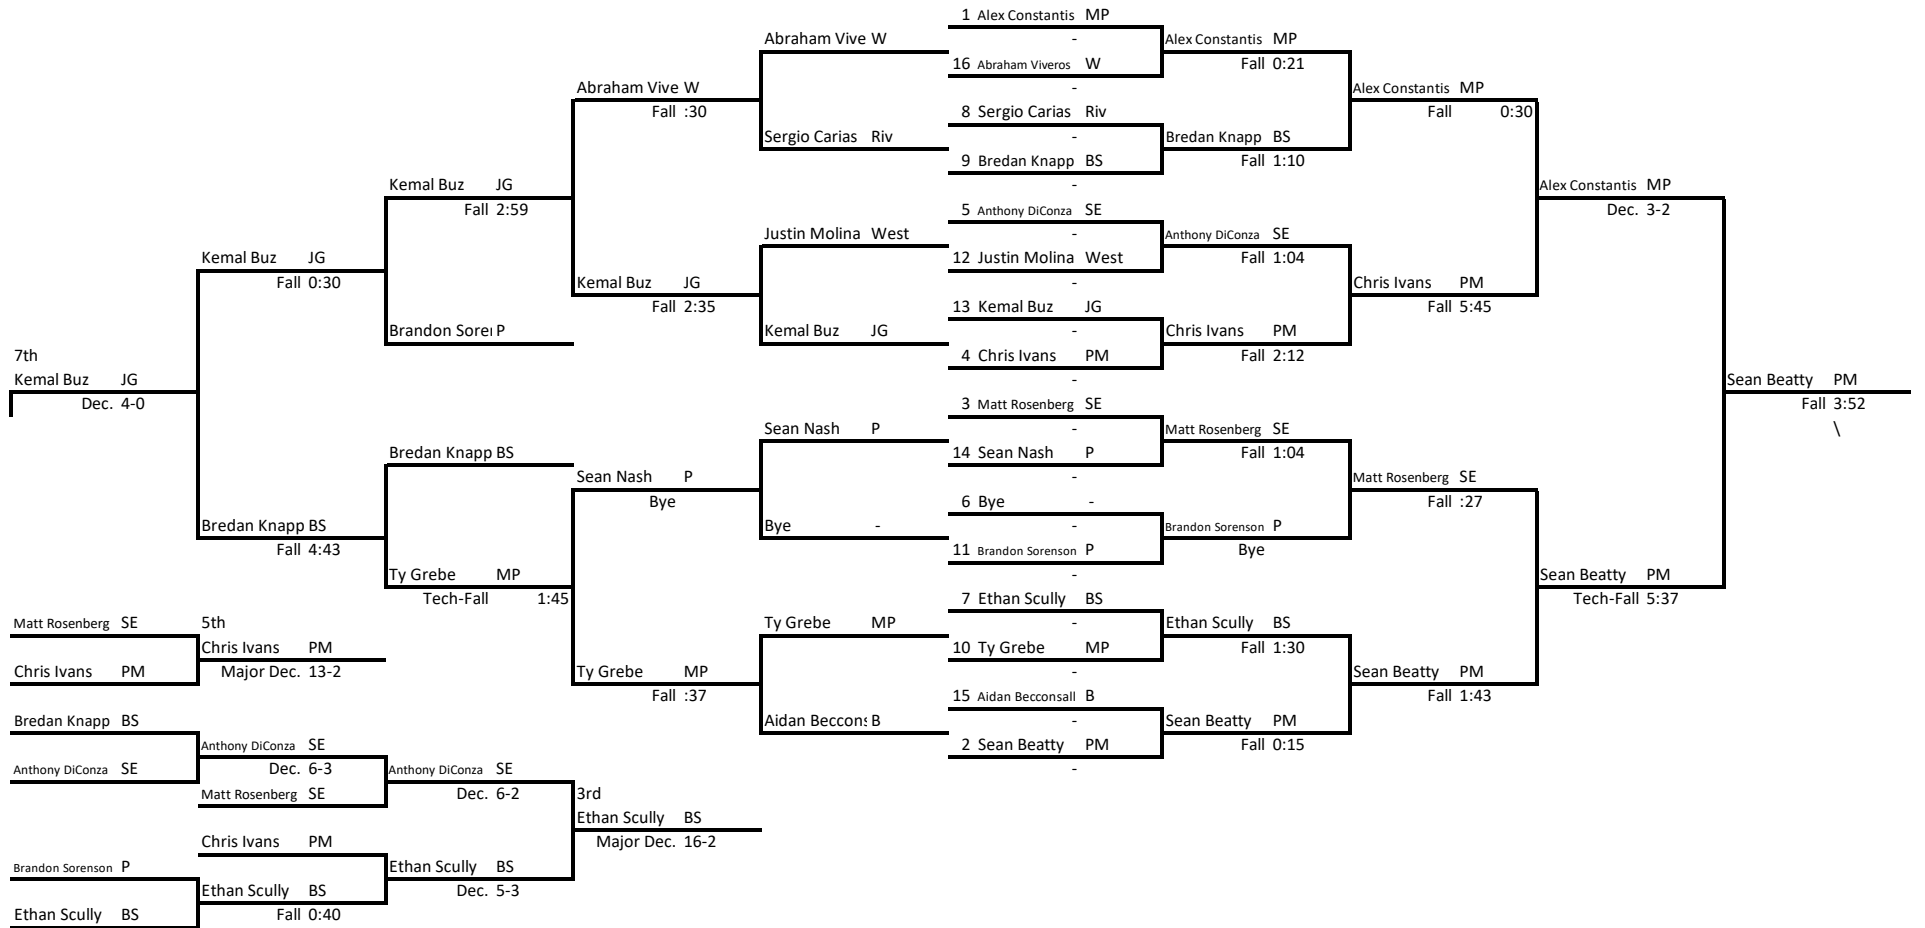 1 Alex Constantis MP
Abraham Vive W - Alex Constantis MP
16 Abraham Viveros W Fall 0:21
Abraham Vive W - Alex Constantis MP
Fall :30 8 Sergio Carias Riv Fall 0:30
Sergio Carias Riv - Bredan Knapp BS
9 Bredan Knapp BS Fall 1:10
Kemal Buz JG - Alex Constantis MP
Fall 2:59 5 Anthony DiConza SE Dec. 3-2
Justin Molina West - Anthony DiConza SE
Kemal Buz JG 12 Justin Molina West Fall 1:04
Fall 0:30 Kemal Buz JG - Chris Ivans PM
Fall 2:35 13 Kemal Buz JG Fall 5:45
Brandon Sorei P Kemal Buz JG - Chris Ivans PM
7th 4 Chris Ivans PM Fall 2:12
Kemal Buz JG - Sean Beatty PM
Dec. 4-0 3 Matt Rosenberg SE Fall 3:52
Sean Nash P - Matt Rosenberg SE \
Bredan Knapp BS 14 Sean Nash P Fall 1:04
Sean Nash P - Matt Rosenberg SE
Bye 6 Bye - Fall :27
Bredan Knapp BS Bye - - Brandon Sorenson P
Fall 4:43 11 Brandon Sorenson P Bye
Ty Grebe MP - Sean Beatty PM
Tech-Fall 1:45 7 Ethan Scully BS Tech-Fall 5:37
Matt Rosenberg SE 5th Ty Grebe MP - Ethan Scully BS
Chris Ivans PM 10 Ty Grebe MP Fall 1:30
Chris Ivans PM Major Dec. 13-2 Ty Grebe MP - Sean Beatty PM
Fall :37 15 Aidan Becconsall B Fall 1:43
Bredan Knapp BS Aidan Beccons B - Sean Beatty PM
Anthony DiConza SE 2 Sean Beatty PM Fall 0:15
Anthony DiConza SE Dec. 6-3 Anthony DiConza SE -
Matt Rosenberg SE Dec. 6-2 3rd
Ethan Scully BS
Chris Ivans PM Major Dec. 16-2
Brandon Sorenson P Ethan Scully BS
Ethan Scully BS Dec. 5-3
Ethan Scully BS Fall 0:40